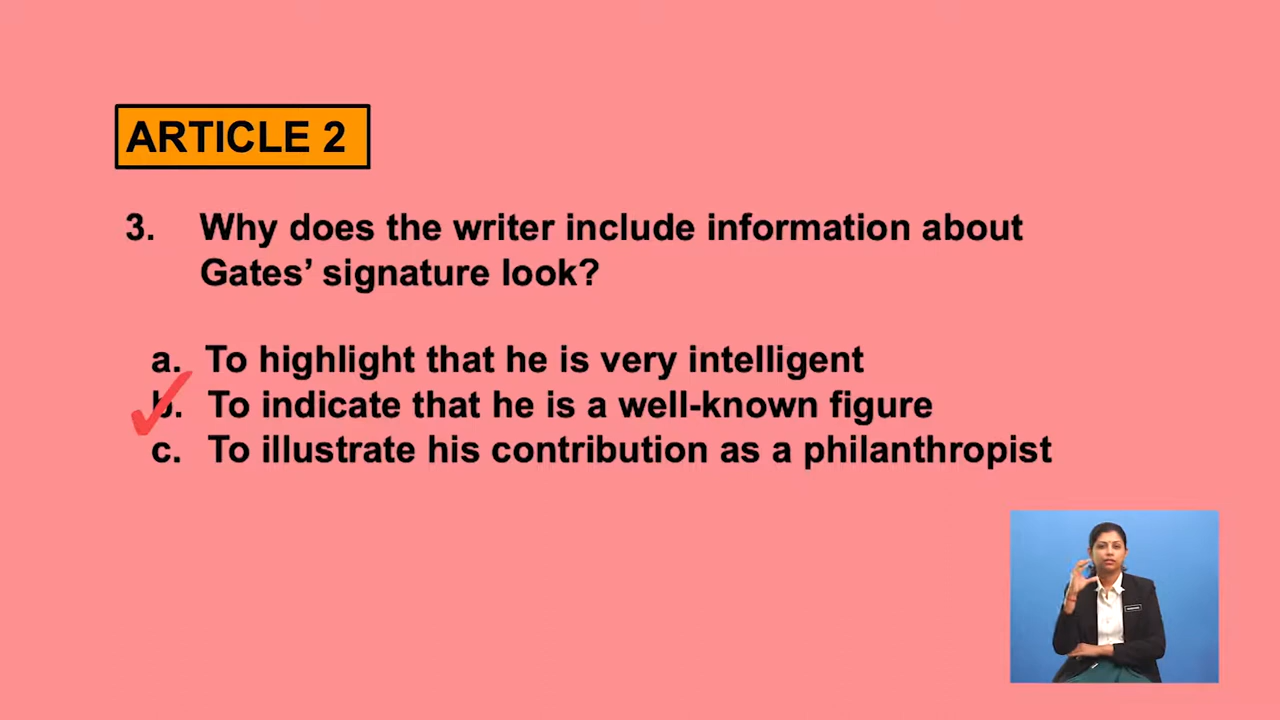 ARTICLE 2
3. Why does the writer include information about
Gates’ signature look?
a. To highlight that he is very intelligent
b. To indicate that he is a well-known figure
c. To illustrate his contribution as a philanthropist